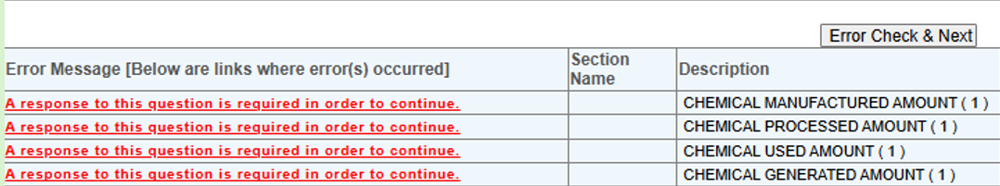 Error Check & Next
Error Message [Below are links where error(s) occurred] Section Name Description
A response to this question is required in order to continue. CHEMICAL MANUFACTURED AMOUNT ( 1 )
A response to this question is required in order to continue. CHEMICAL PROCESSED AMOUNT ( 1 )
A response to this question is required in order to continue. CHEMICAL USED AMOUNT ( 1 )
A response to this question is required in order to continue. CHEMICAL GENERATED AMOUNT ( 1 )